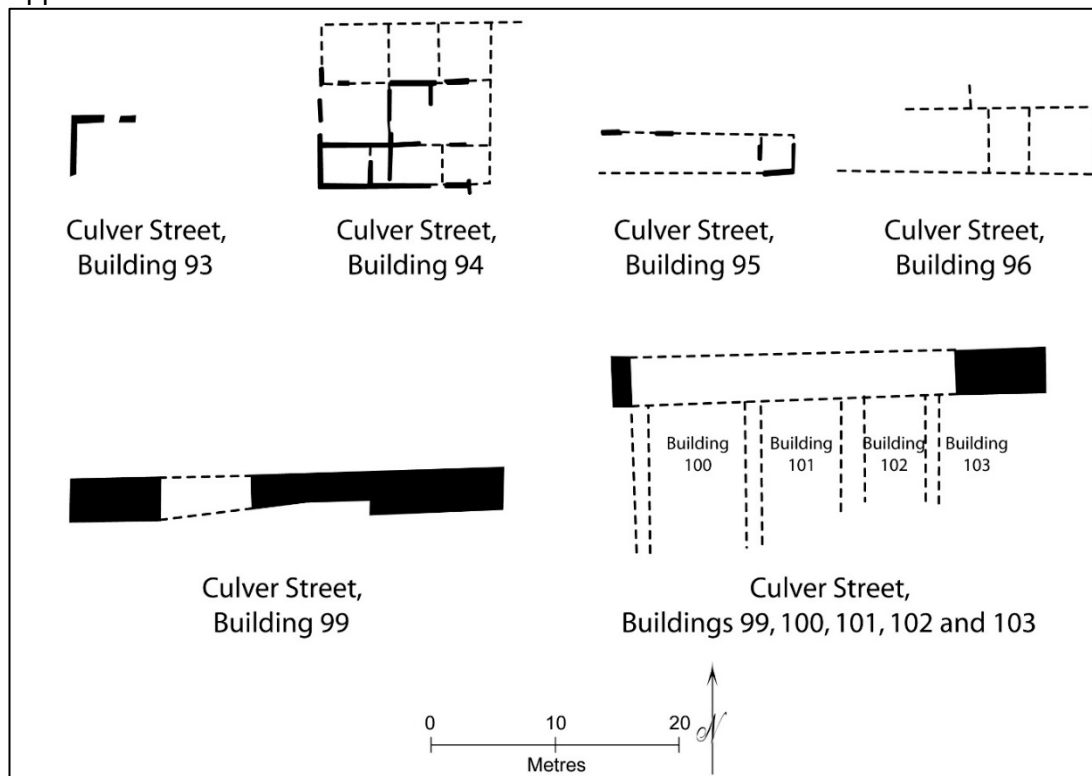 Culver Street,
Building 93
Culver Street,
Building 94
Culver Street,
Building 95
Culver Street,
Building 96
Building
100
Building
101
Building
102
Building
103
Culver Street,
Building 99
Culver Street,
Buildings 99, 100, 101, 102 and 103
0 10 20
N
Metres